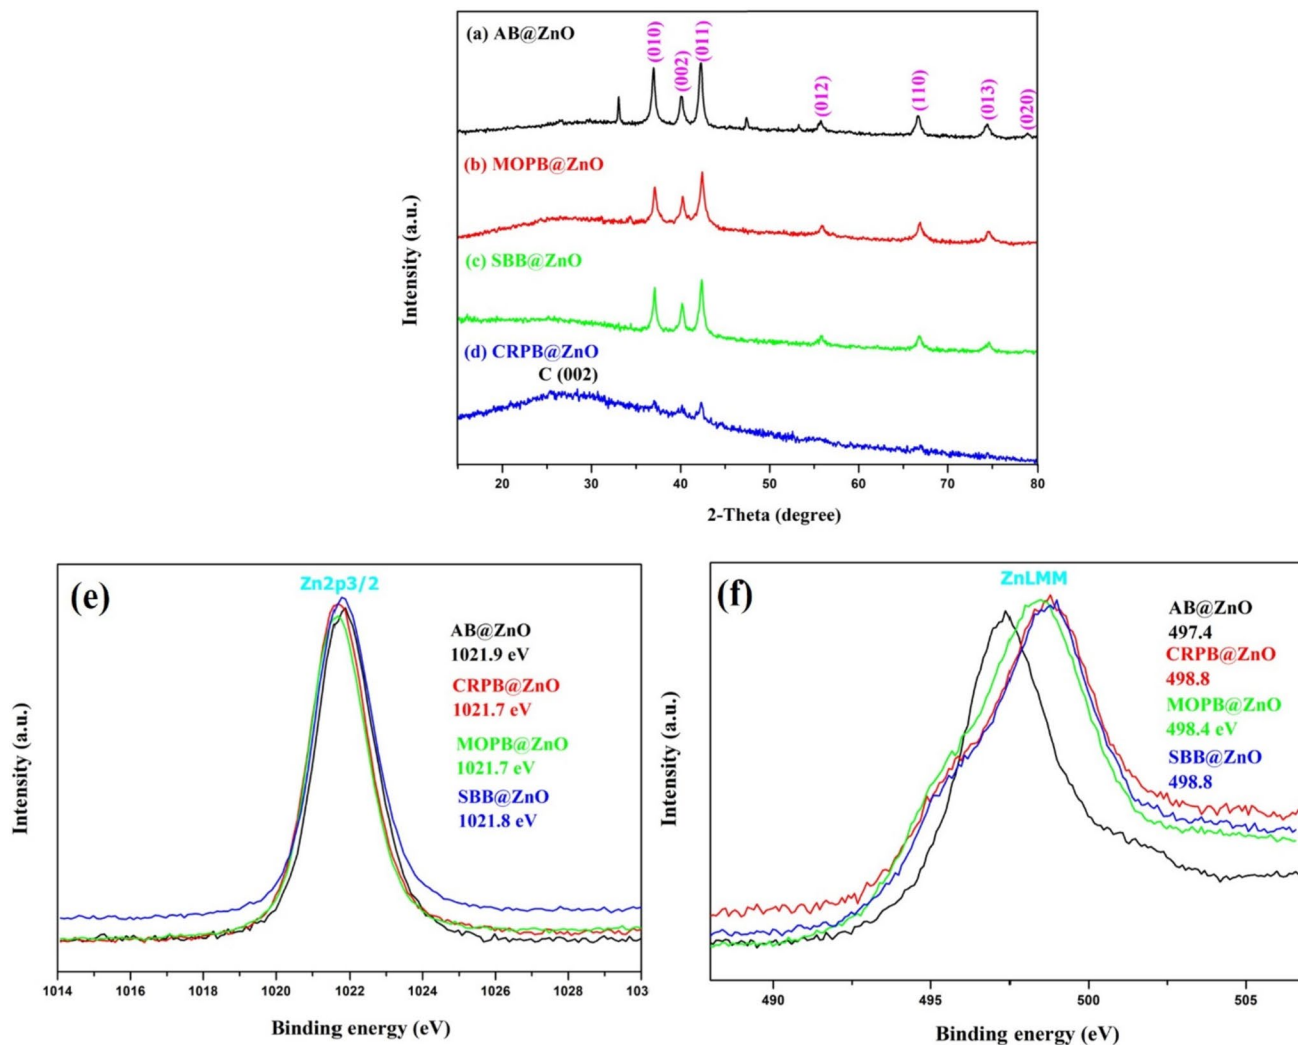 (a) AB@ZnO
(010)
(002)
(011)
(012)
(110)
(013)
(020)
(b) MOPB@ZnO
(c) SBB@ZnO
(d) CRPB@ZnO
C (002)
Intensity (a.u.)
20 30 40 50 60 70 80
2-Theta (degree)
(e)
Zn2p3/2
AB@ZnO
1021.9 eV
CRPB@ZnO
1021.7 eV
MOPB@ZnO
1021.7 eV
SBB@ZnO
1021.8 eV
Intensity (a.u.)
1014 1016 1018 1020 1022 1024 1026 1028 103
Binding energy (eV)
(f)
ZnLMM
AB@ZnO
497.4
CRPB@ZnO
498.8
MOPB@ZnO
498.4 eV
SBB@ZnO
498.8
Intensity (a.u.)
490 495 500 505
Binding energy (eV)